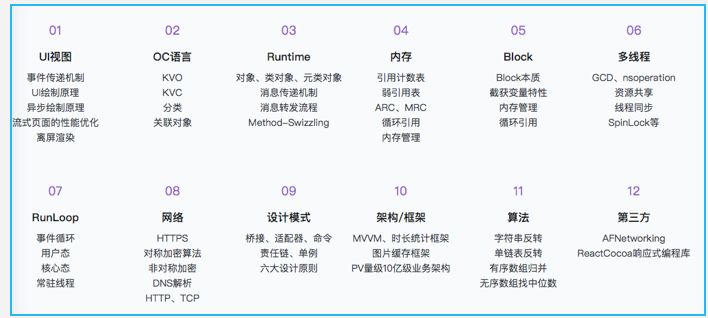 01
UI视图
事件传递机制
UI绘制原理
异步绘制原理
流式页面的性能优化
离屏渲染
02
OC语言
KVO
KVC
分类
关联对象
03
Runtime
对象、类对象、元类对象
消息传递机制
消息转发流程
Method-Swizzling
04
内存
引用计数表
弱引用表
ARC、MRC
循环引用
内存管理
05
Block
Block本质
截获变量特性
内存管理
循环引用
06
多线程
GCD、nsoperation
资源共享
线程同步
SpinLock等
07
RunLoop
事件循环
用户态
核心态
常驻线程
08
网络
HTTPS
对称加密算法
非对称加密
DNS解析
HTTP、TCP
09
设计模式
桥接、适配器、命令
责任链、单例
六大设计原则
10
架构/框架
MVVM、时长统计框架
图片缓存框架
PV量级10亿级业务架构
11
算法
字符串反转
单链表反转
有序数组归并
无序数组找中位数
12
第三方
AFNetworking
ReactCocoa响应式编程库